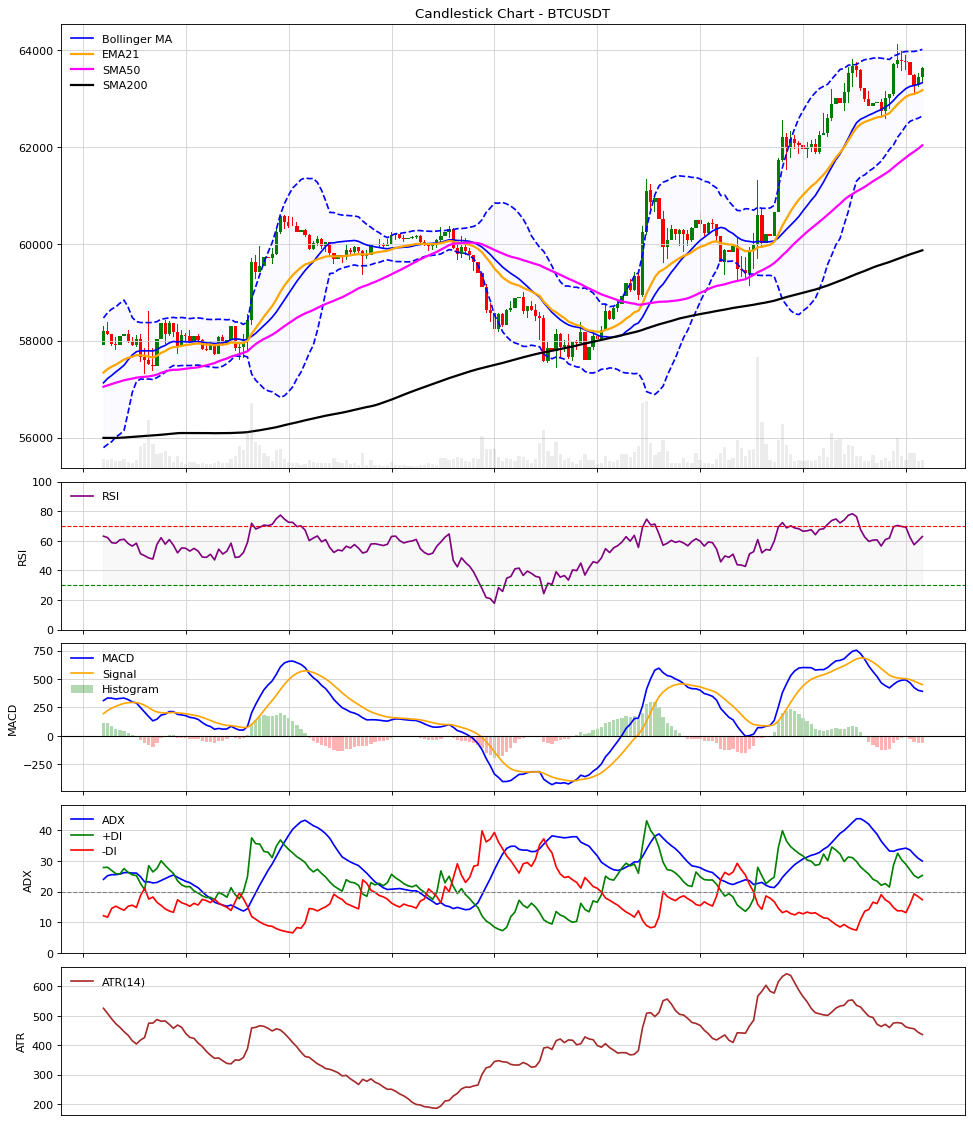 Candlestick Chart - BTCUSDT
Bollinger MA
EMA21
SMA50
SMA200
64000
62000
60000
58000
56000
RSI
RSI
100
80
60
40
20
0
MACD
Signal
Histogram
MACD
750
500
250
0
−250
ADX
+DI
-DI
ADX
40
30
20
10
0
ATR(14)
ATR
600
500
400
300
200